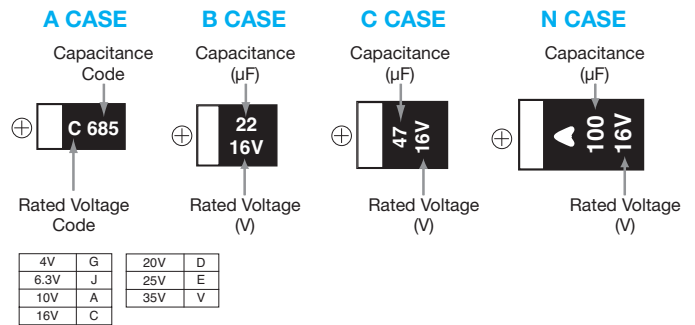 A CASE
B CASE
C CASE
N CASE
Capacitance
Code
Capacitance
(µF)
Capacitance
(µF)
Capacitance
(µF)
C 685
22
16V
47
16V
100
16V
Rated Voltage
Code
Rated Voltage
(V)
Rated Voltage
(V)
Rated Voltage
(V)
4V G
6.3V J
10V A
16V C
20V D
25V E
35V V